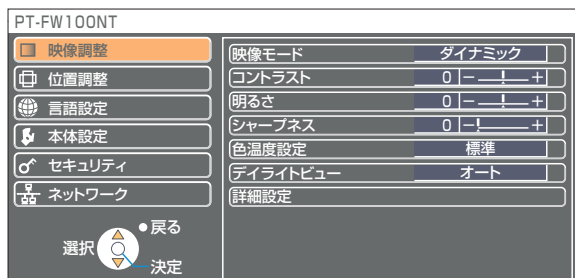 PT-FW100NT
映像調整
位置調整
言語設定
本体設定
セキュリティ
ネットワーク
戻る
選択
決定
映像モード ダイナミック
コントラスト 0 - +
明るさ 0 - +
シャープネス 0 - +
色温度設定 標準
デイライトビュー オート
詳細設定